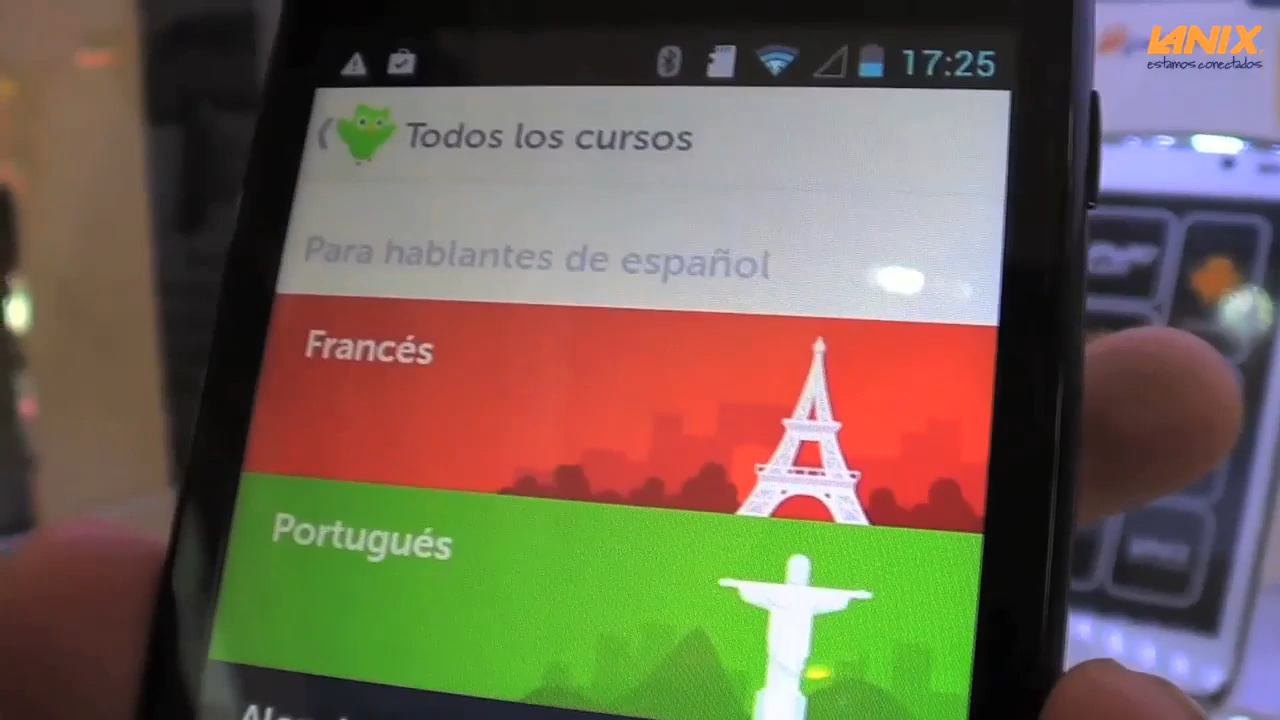 LANIX
estamos conectados
17:25
Todos los cursos
Para hablantes de español
Francés
Portugués